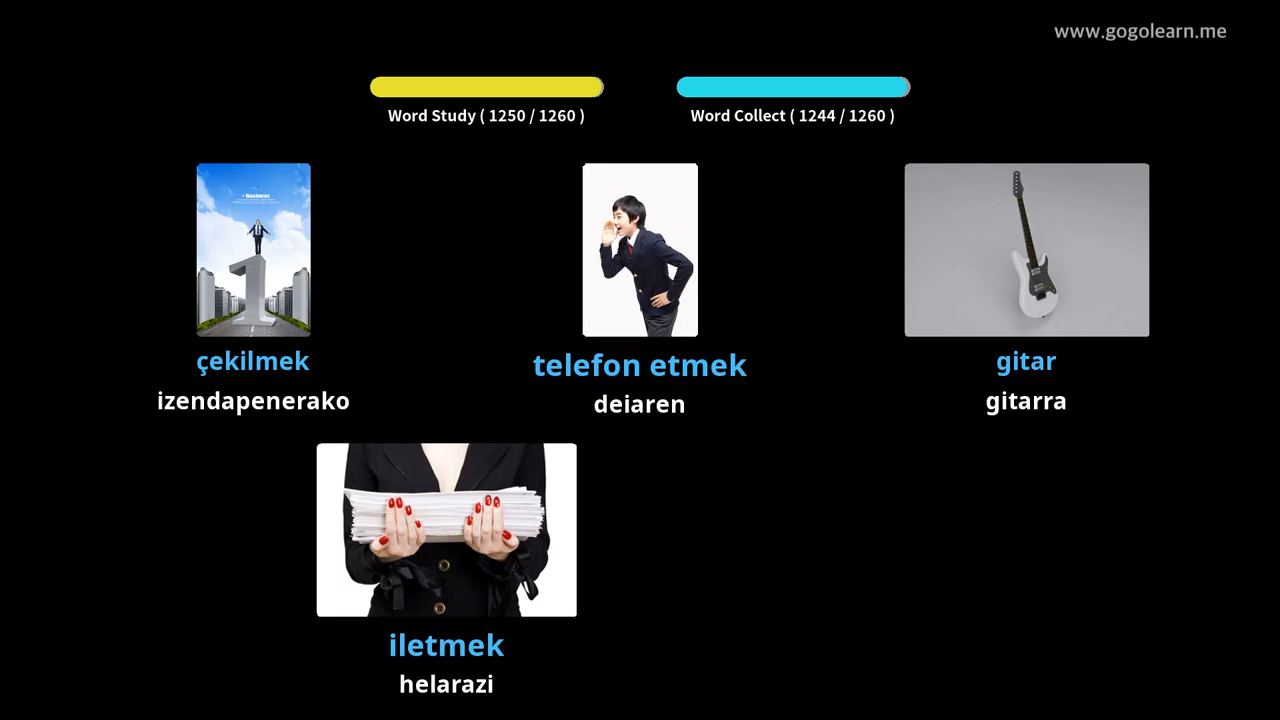 www.gogolearn.me
Word Study ( 1250 / 1260 )
Word Collect ( 1244 / 1260 )
Business
çekilmek
telefon etmek
gitar
izendapenerako
deiaren
gitarra
iletmek
helarazi